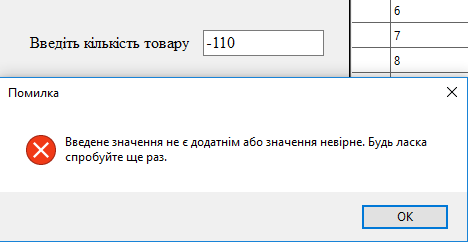 6
Введіть кількість товару -110
7
8
Помилка
Введене значення не є додатнім або значення невірне. Будь ласка
спробуйте ще раз.
OK